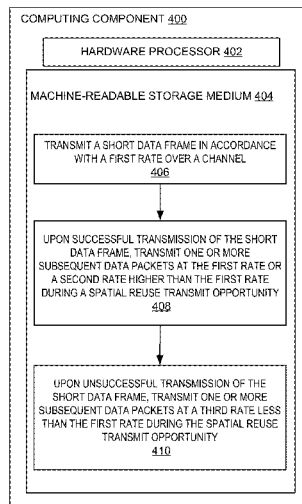 COMPUTING COMPONENT 400
HARDWARE PROCESSOR 402
MACHINE-READABLE STORAGE MEDIUM 404
TRANSMIT A SHORT DATA FRAME IN ACCORDANCE
WITH A FIRST RATE OVER A CHANNEL
406
UPON SUCCESSFUL TRANSMISSION OF THE SHORT
DATA FRAME, TRANSMIT ONE OR MORE
SUBSEQUENT DATA PACKETS AT THE FIRST RATE OR
A SECOND RATE HIGHER THAN THE FIRST RATE
DURING A SPATIAL REUSE TRANSMIT OPPORTUNITY
408
UPON UNSUCCESSFUL TRANSMISSION OF THE
SHORT DATA FRAME, TRANSMIT ONE OR MORE
SUBSEQUENT DATA PACKETS AT A THIRD RATE LESS
THAN THE FIRST RATE DURING THE SPATIAL REUSE
TRANSMIT OPPORTUNITY
410